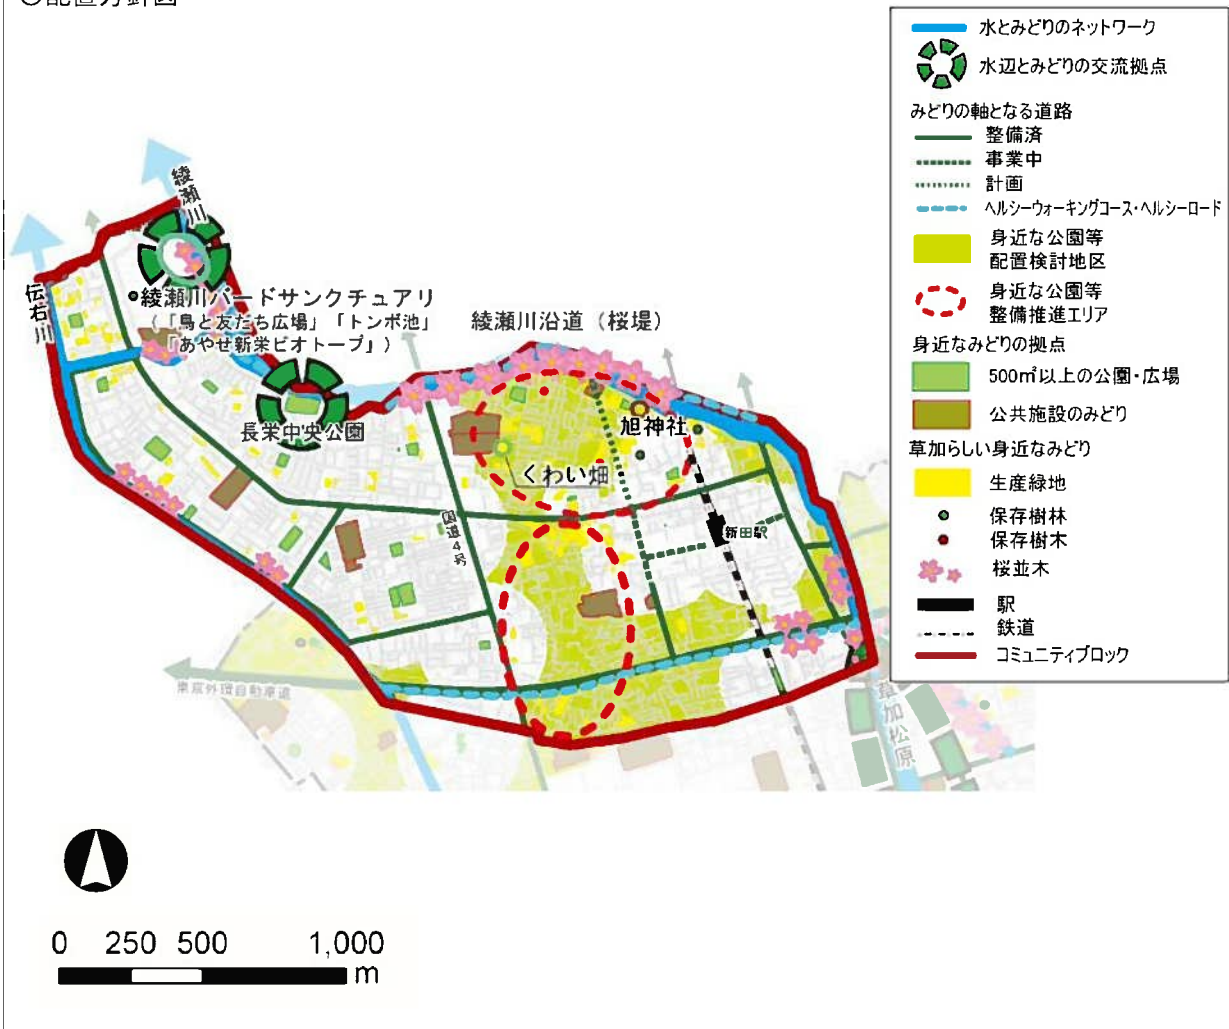 〇配置方針図
水とみどりのネットワーク
水辺とみどりの交流拠点
みどりの軸となる道路
整備済
事業中
計画
ヘルシーウォーキングコース・ヘルシーロード
身近な公園等
配置検討地区
身近な公園等
整備推進エリア
身近なみどりの拠点
500㎡以上の公園・広場
公共施設のみどり
草加らしい身近なみどり
生産緑地
保存樹林
保存樹木
桜並木
駅
鉄道
コミュニティブロック
綾瀬川
伝右川
綾瀬川バードサンクチュアリ
(「鳥と友だち広場」「トンボ池」
「あやせ新栄ビオトープ」)
綾瀬川沿道(桜堤)
長栄中央公園
旭神社
くわい畑
国道4号
新田駅
東京外環自動車道
草加松原
0 250 500 1,000
m